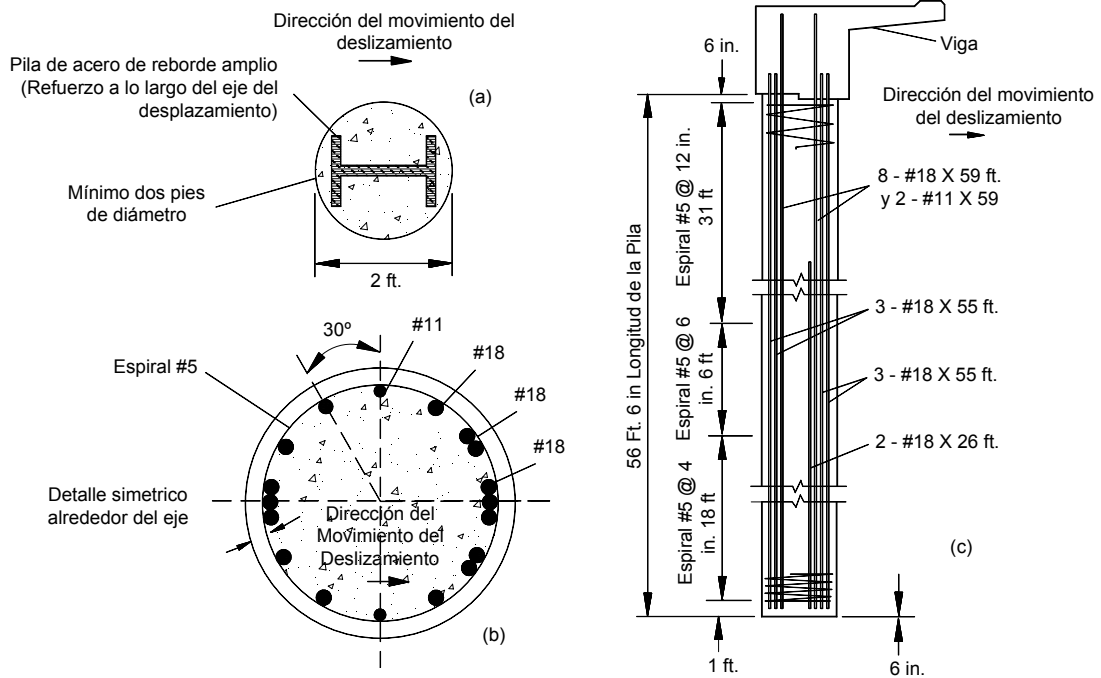 Dirección del movimiento del
deslizamiento
Pila de acero de reborde amplio
(Refuerzo a lo largo del eje del
desplazamiento)
(a)
Mínimo dos pies
de diámetro
2 ft.
30º
#11
#18
#18
#18
Espiral #5
Detalle simetrico
alrededor del eje
Dirección del
Movimiento del
Deslizamiento
(b)
6 in.
Viga
Dirección del movimiento
del deslizamiento
56 Ft. 6 in Longitud de la Pila
Espiral #5 @ 12 in.
31 ft
Espiral #5 @ 6
in. 6 ft
Espiral #5 @ 4
in. 18 ft
8 - #18 X 59 ft.
y 2 - #11 X 59
3 - #18 X 55 ft.
3 - #18 X 55 ft.
2 - #18 X 26 ft.
(c)
1 ft.
6 in.